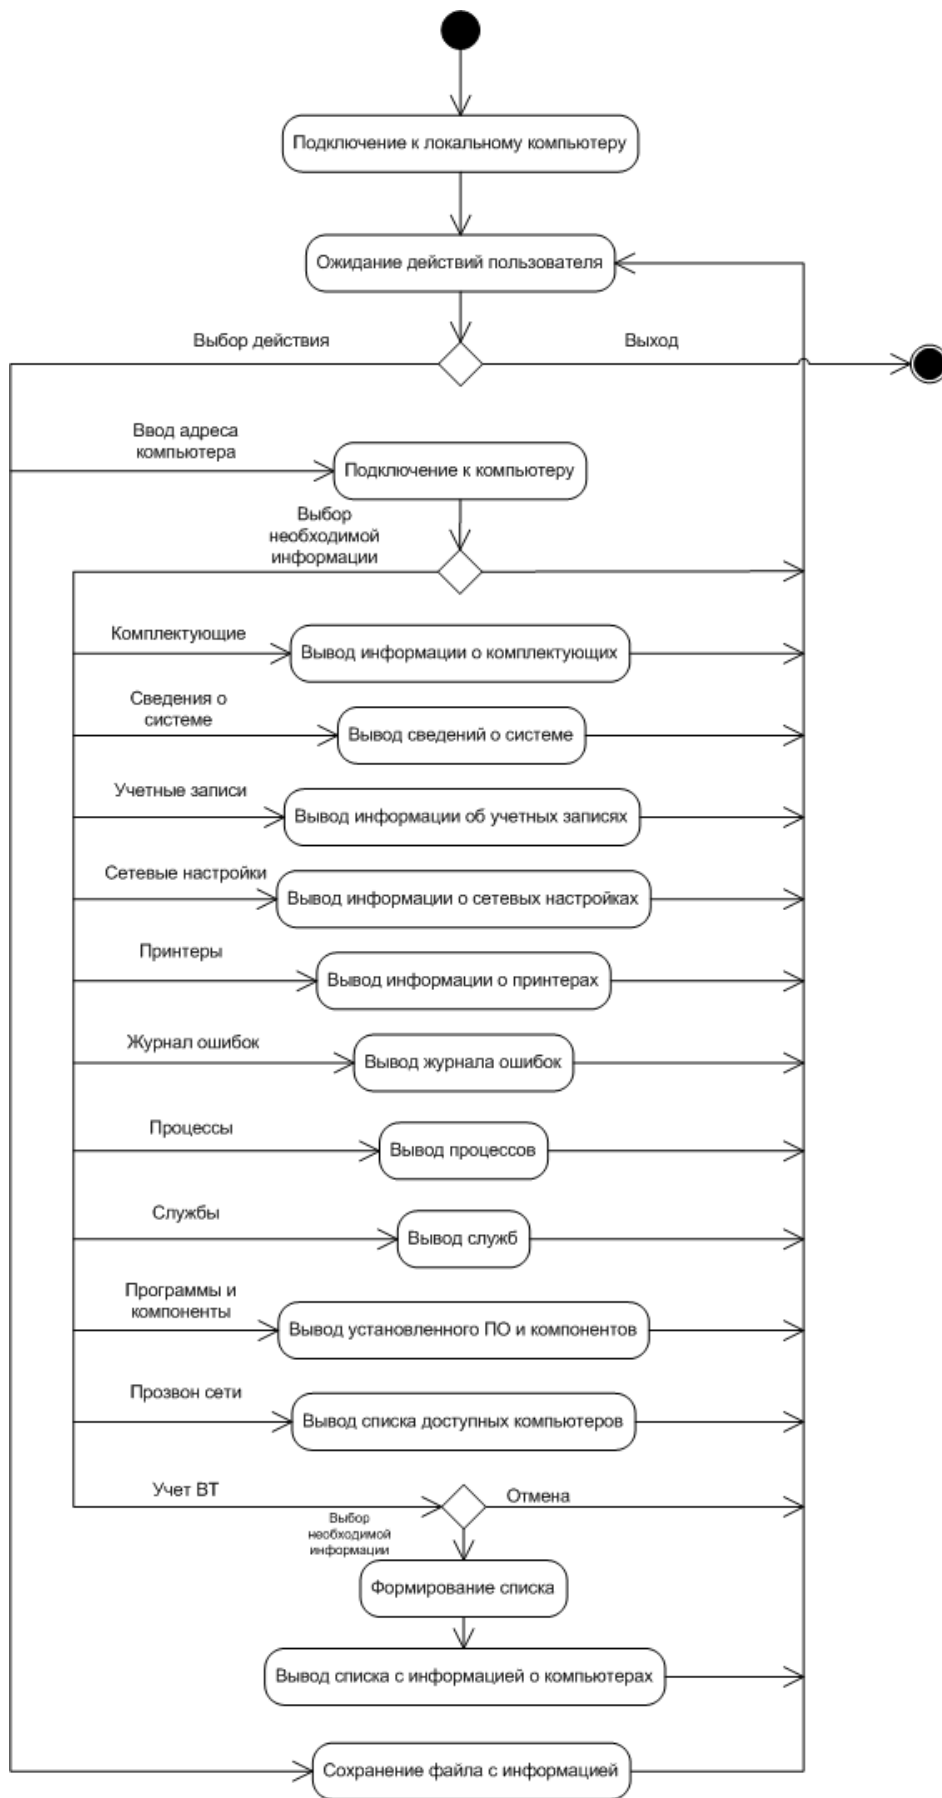 Подключение к локальному компьютеру
Ожидание действий пользователя
Выбор действия
Выход
Ввод адреса
компьютера
Подключение к компьютеру
Выбор
необходимой
информации
Комплектующие
Вывод информации о комплектующих
Сведения о
системе
Вывод сведений о системе
Учетные записи
Вывод информации об учетных записях
Сетевые настройки
Вывод информации о сетевых настройках
Принтеры
Вывод информации о принтерах
Журнал ошибок
Вывод журнала ошибок
Процессы
Вывод процессов
Службы
Вывод служб
Программы и
компоненты
Вывод установленного ПО и компонентов
Прозвон сети
Вывод списка доступных компьютеров
Учет ВТ
Отмена
Выбор
необходимой
информации
Формирование списка
Вывод списка с информацией о компьютерах
Сохранение файла с информацией